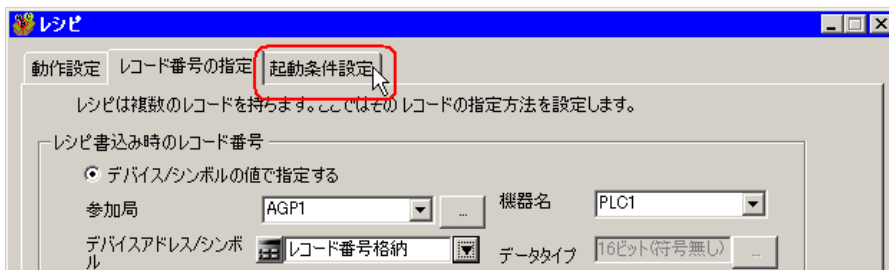 レシピ
動作設定 レコード番号の指定 起動条件設定
レシピは複数のレコードを持ちます。ここではそのレコードの指定方法を設定します。
レシピ書込み時のレコード番号
デバイス/シンボルの値で指定する
参加局 AGP1 ... 機器名 PLC1
デバイスアドレス/シンボ
ル レコード番号格納 データタイプ 16ビット(符号無し) ...